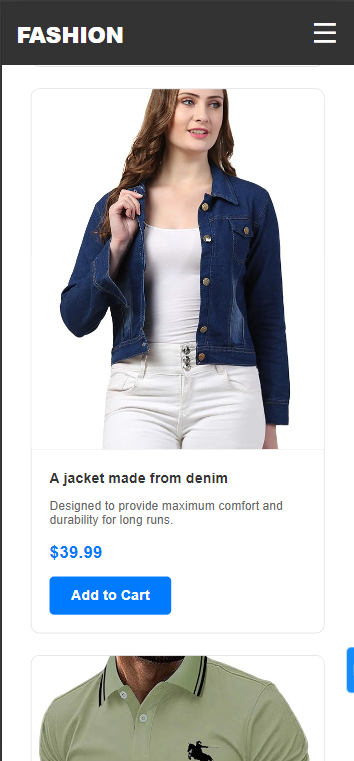 FASHION
A jacket made from denim
Designed to provide maximum comfort and
durability for long runs.
$39.99
Add to Cart